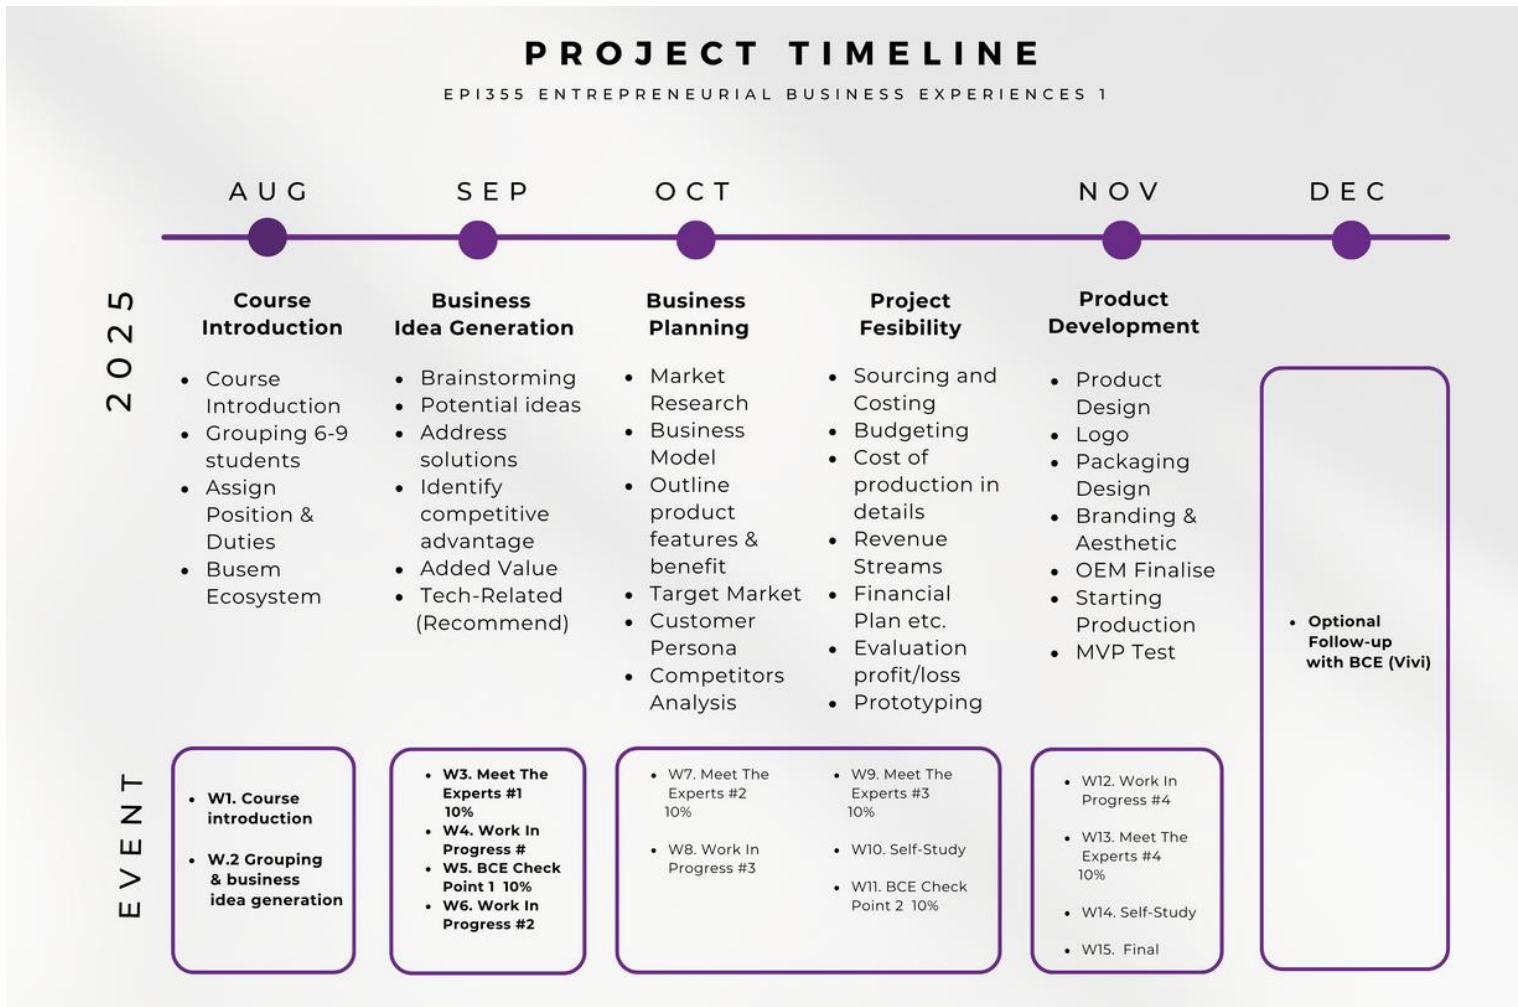 PROJECT TIMELINE
EPI355 ENTREPRENEURIAL BUSINESS EXPERIENCES 1
AUG
SEP
OCT
NOV
DEC
2025
Course
Introduction
• Course
Introduction
• Grouping 6-9
students
• Assign
Position &
Duties
• Busem
Ecosystem
Business
Idea Generation
• Brainstorming
• Potential ideas
• Address
solutions
• Identify
competitive
advantage
• Added Value
• Tech-Related
(Recommend)
Business
Planning
• Market
Research
• Business
Model
• Outline
product
features &
benefit
• Target Market
• Customer
Persona
• Competitors
Analysis
Project
Fesibility
• Sourcing and
Costing
• Budgeting
• Cost of
production in
details
• Revenue
Streams
• Financial
Plan etc.
• Evaluation
profit/loss
• Prototyping
Product
Development
• Product
Design
• Logo
• Packaging
Design
• Branding &
Aesthetic
• OEM Finalise
• Starting
Production
• MVP Test
• Optional
Follow-up
with BCE (Vivi)
EVENT
• W1. Course
introduction
• W.2 Grouping
& business
idea generation
• W3. Meet The
Experts #1
10%
• W4. Work In
Progress #
• W5. BCE Check
Point 1 10%
• W6. Work In
Progress #2
• W7. Meet The
Experts #2
10%
• W8. Work In
Progress #3
• W9. Meet The
Experts #3
10%
• W10. Self-Study
• W11. BCE Check
Point 2 10%
• W12. Work In
Progress #4
• W13. Meet The
Experts #4
10%
• W14. Self-Study
• W15. Final